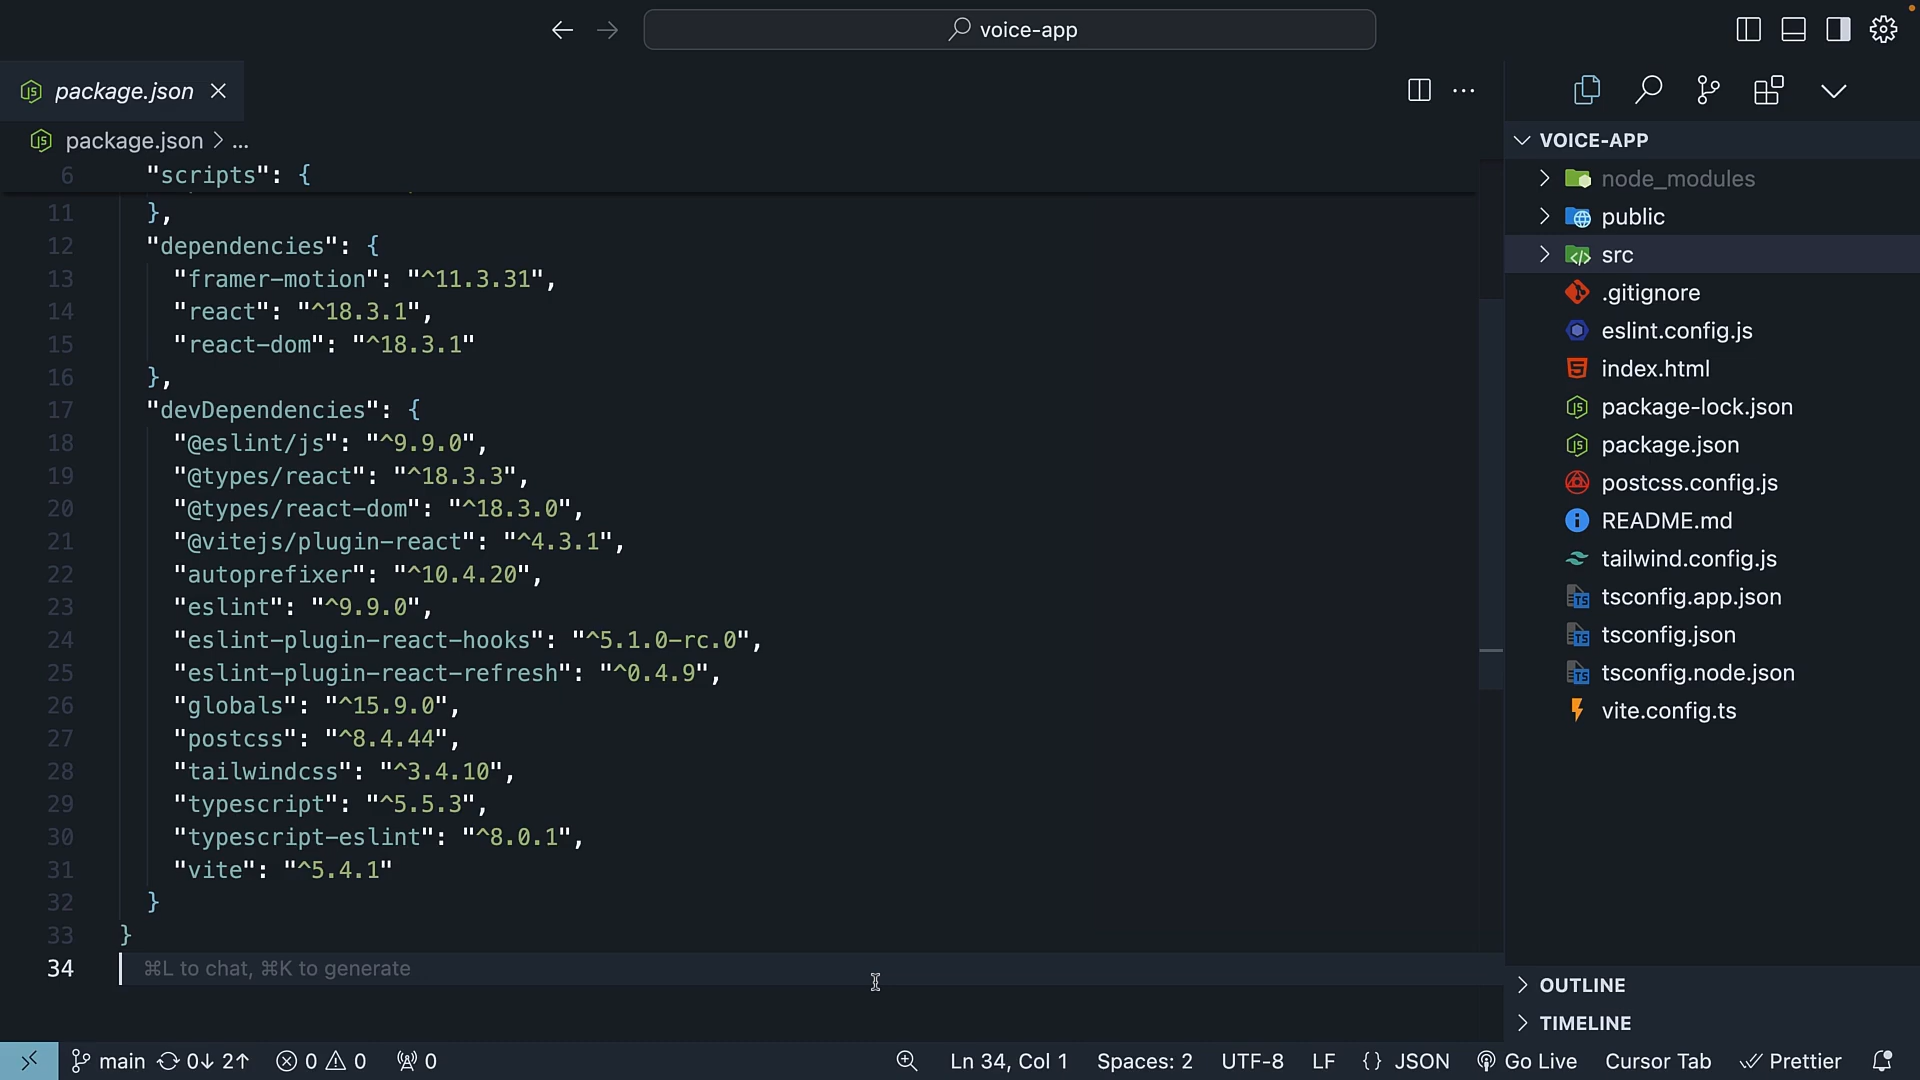 voice-app
package.json
package.json > ...
6 "scripts": {
11 },
12 "dependencies": {
13 "framer-motion": "^11.3.31",
14 "react": "^18.3.1",
15 "react-dom": "^18.3.1"
16 },
17 "devDependencies": {
18 "@eslint/js": "^9.9.0",
19 "@types/react": "^18.3.3",
20 "@types/react-dom": "^18.3.0",
21 "@vitejs/plugin-react": "^4.3.1",
22 "autoprefixer": "^10.4.20",
23 "eslint": "^9.9.0",
24 "eslint-plugin-react-hooks": "^5.1.0-rc.0",
25 "eslint-plugin-react-refresh": "^0.4.9",
26 "globals": "^15.9.0",
27 "postcss": "^8.4.44",
28 "tailwindcss": "^3.4.10",
29 "typescript": "^5.5.3",
30 "typescript-eslint": "^8.0.1",
31 "vite": "^5.4.1"
32 }
33 }
34 ⌘L to chat, ⌘K to generate
VOICE-APP
node_modules
public
src
.gitignore
eslint.config.js
index.html
package-lock.json
package.json
postcss.config.js
README.md
tailwind.config.js
tsconfig.app.json
tsconfig.json
tsconfig.node.json
vite.config.ts
OUTLINE
TIMELINE
main 0↓ 2↑ 0 0 0 Ln 34, Col 1 Spaces: 2 UTF-8 LF {} JSON Go Live Cursor Tab Prettier